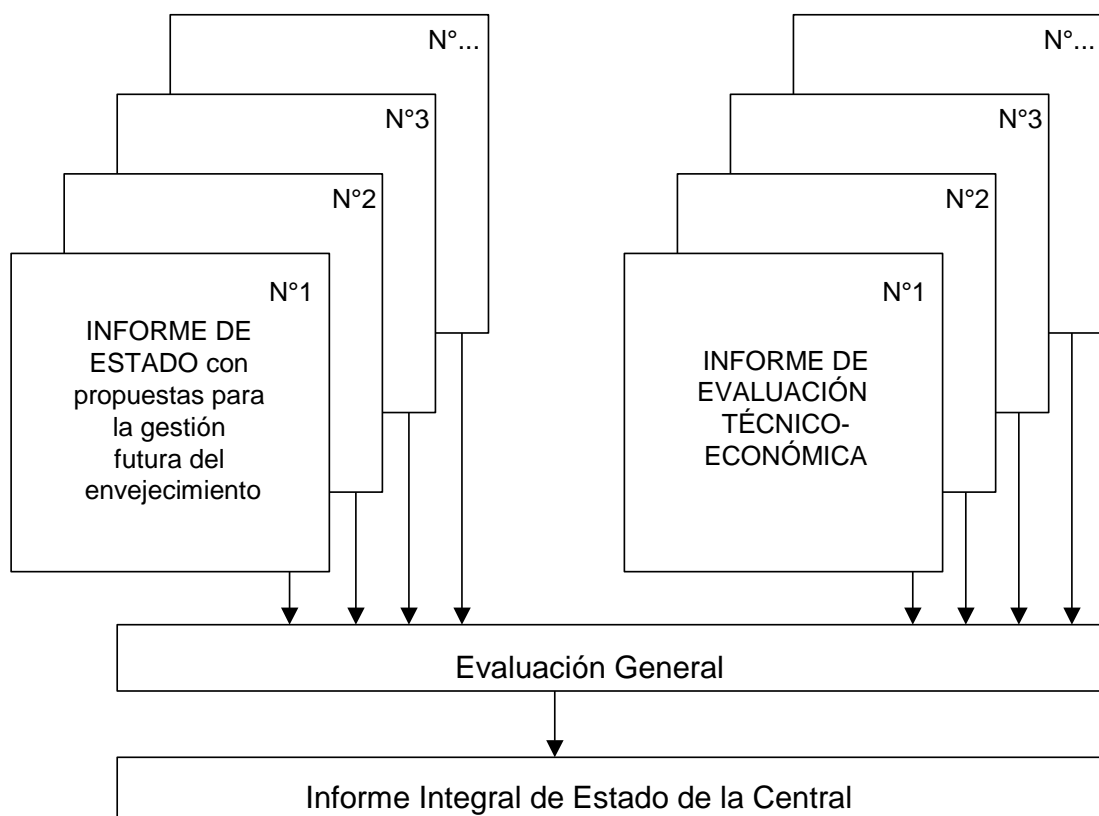 N°...
N°3
N°2
N°1
INFORME DE
ESTADO con
propuestas para
la gestión
futura del
envejecimiento
N°...
N°3
N°2
N°1
INFORME DE
EVALUACIÓN
TÉCNICO-
ECONÓMICA
Evaluación General
Informe Integral de Estado de la Central